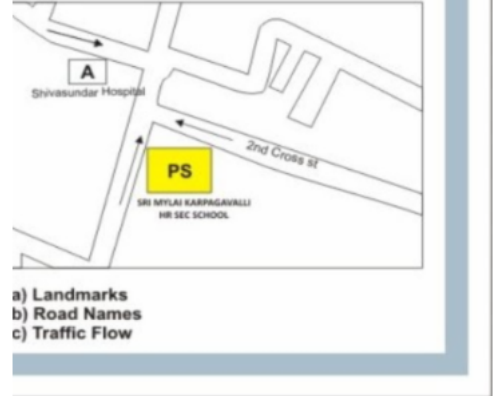 A
Shivasundar Hospital
2nd Cross st
PS
SRI MYLAI KARPAGAVALLI
HR SEC SCHOOL
a) Landmarks
b) Road Names
c) Traffic Flow